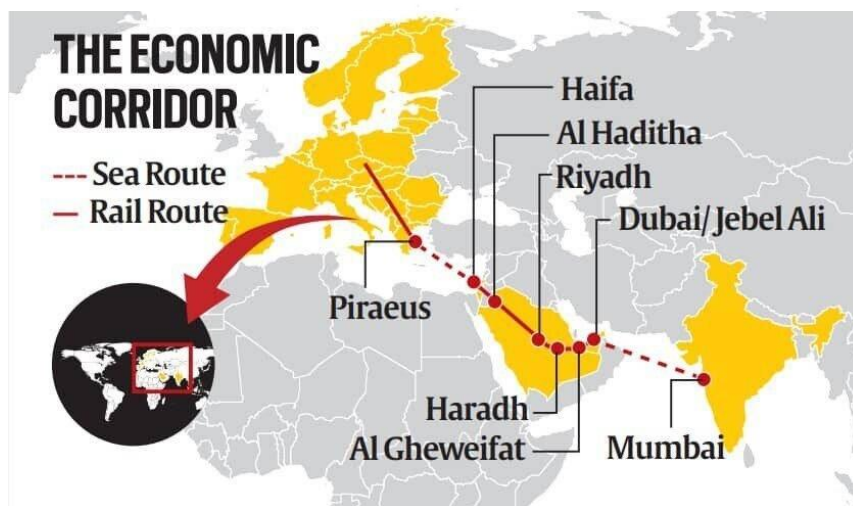 THE ECONOMIC
CORRIDOR
Sea Route
Rail Route
Haifa
Al Haditha
Riyadh
Dubai/Jebel Ali
Piraeus
Haradh
Al Gheweifat
Mumbai